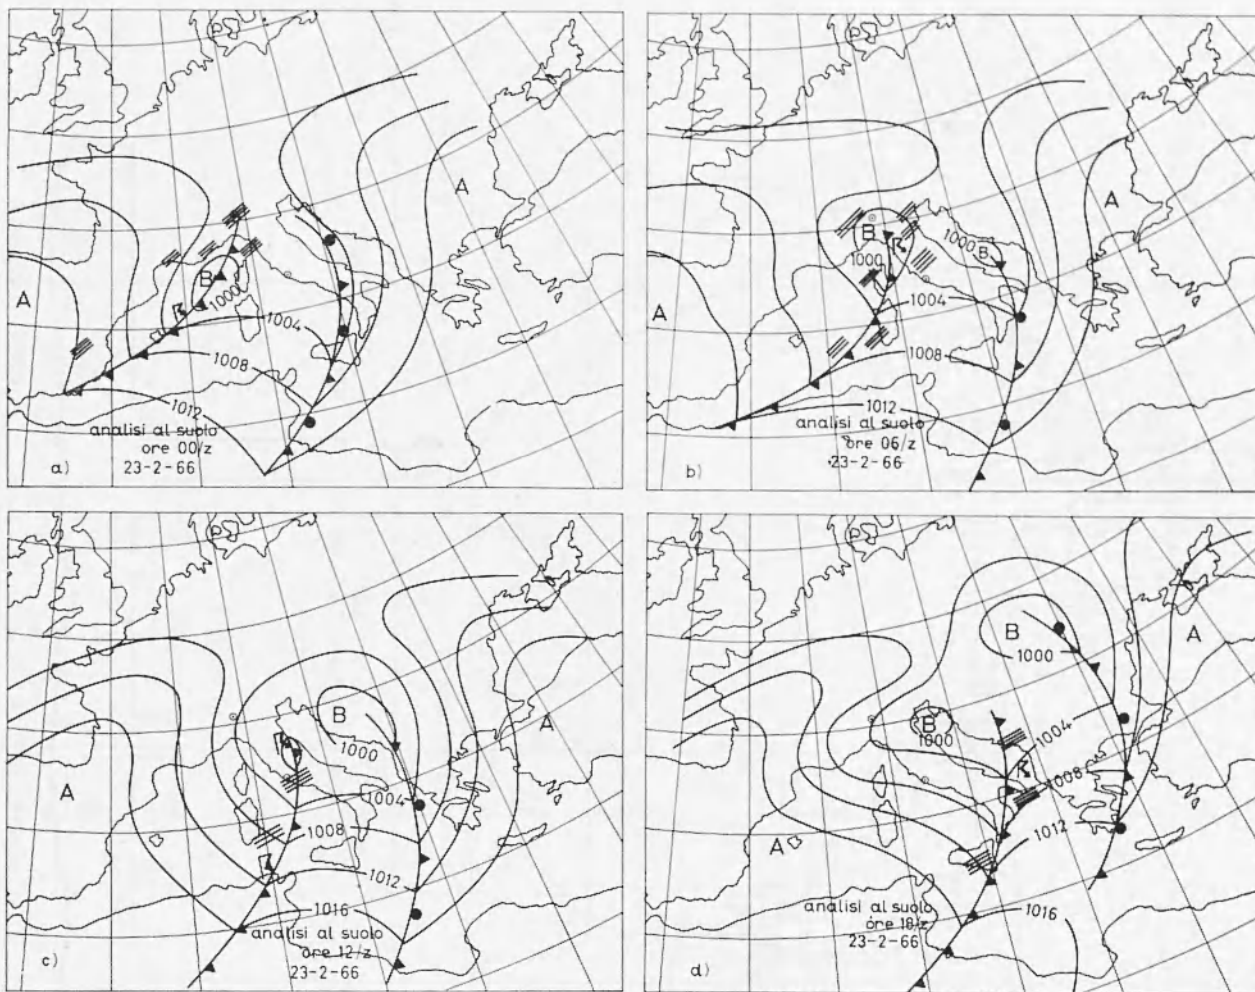 A
B
1000
A
1004
1008
1012
analisi al suolo
ore 00/z
23-2-66
a)
A
B
1000
1000
B
A
1004
1008
1012
analisi al suolo
ore 06/z
23-2-66
b)
A
B
1000
A
1004
1008
1012
1016
analisi al suolo
ore 12/z
23-2-66
c)
A
B
1000
B
1000
A
1004
1008
1012
A
1016
analisi al suolo
ore 18/z
23-2-66
d)